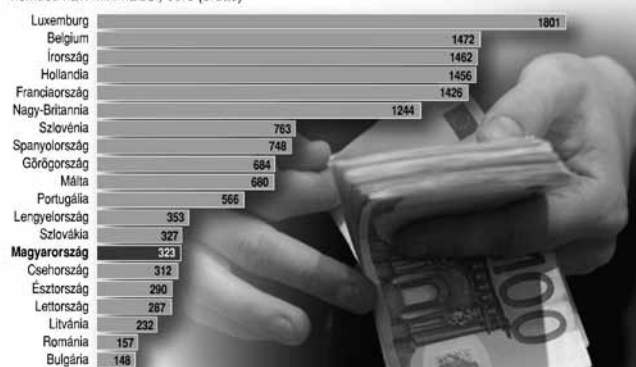 Luxemburg 1801
Belgium 1472
Írország 1462
Hollandia 1456
Franciaország 1426
Nagy-Britannia 1244
Szlovénia 763
Spanyolország 748
Görögország 684
Málta 680
Portugália 566
Lengyelország 353
Szlovákia 327
Magyarország 323
Csehország 312
Észtország 290
Lettország 287
Litvánia 232
Románia 157
Bulgária 148
100